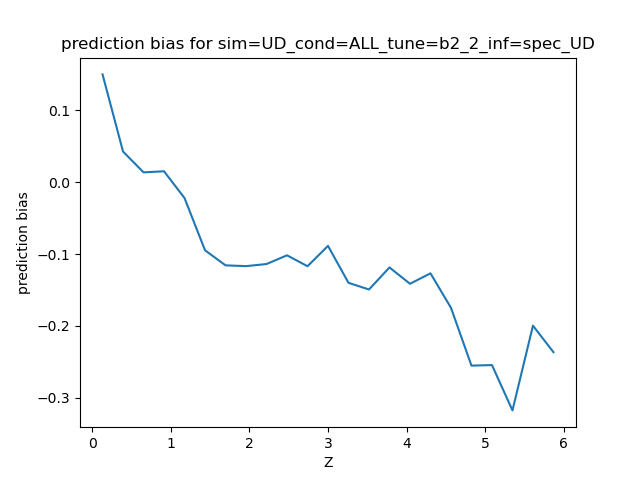 prediction bias for sim=UD_cond=ALL_tune=b2_2_inf=spec_UD
0.1
0.0
−0.1
−0.2
−0.3
prediction bias
0 1 2 3 4 5 6
Z